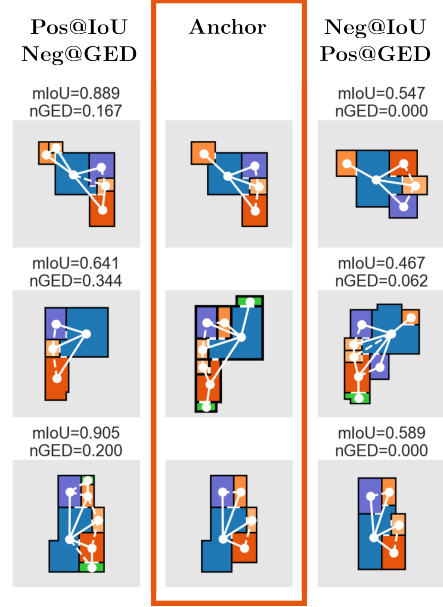 Pos@IoU
Neg@GED
Anchor
Neg@IoU
Pos@GED
mIoU=0.889
nGED=0.167
mIoU=0.547
nGED=0.000
mIoU=0.641
nGED=0.344
mIoU=0.467
nGED=0.062
mIoU=0.905
nGED=0.200
mIoU=0.589
nGED=0.000